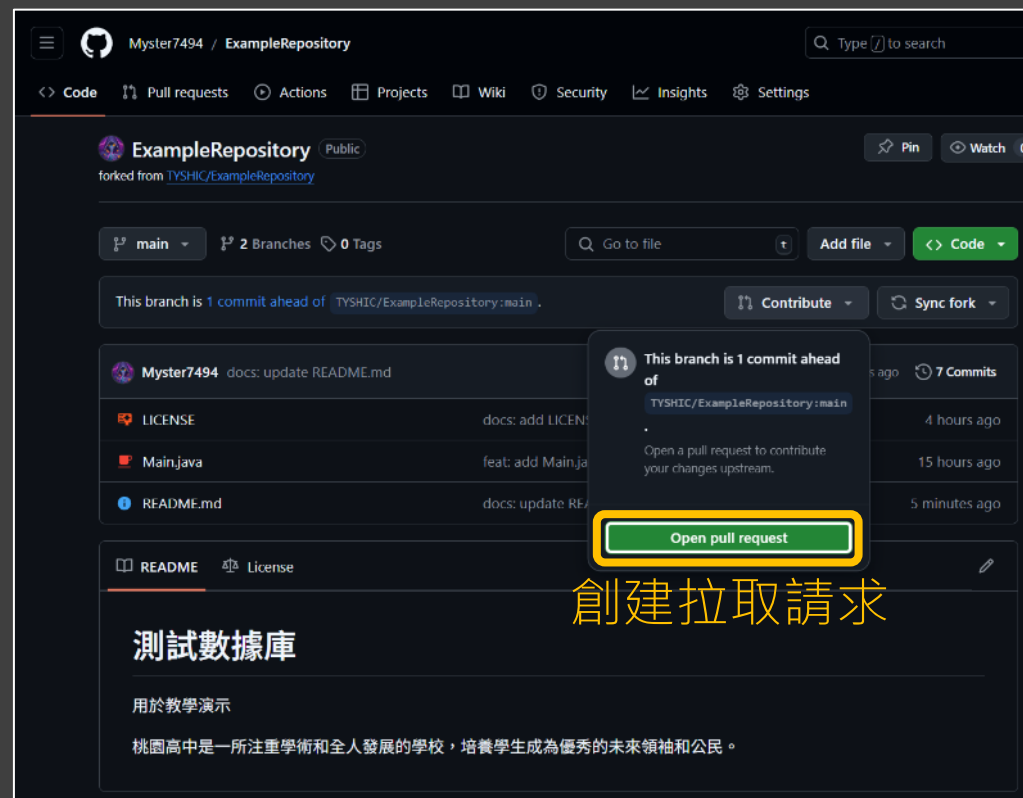 Myster7494 / ExampleRepository
Type / to search
Code Pull requests Actions Projects Wiki Security Insights Settings
ExampleRepository Public
Pin Watch
forked from TYSHIC/ExampleRepository
main 2 Branches 0 Tags
Go to file t Add file Code
This branch is 1 commit ahead of TYSHIC/ExampleRepository:main .
Contribute Sync fork
This branch is 1 commit ahead
of
TYSHIC/ExampleRepository:main
.
Open a pull request to contribute
your changes upstream.
Open pull request
創建拉取請求
Myster7494 docs: update README.md ago 7 Commits
LICENSE docs: add 4 hours ago
Main.java feat: add 15 hours ago
README.md docs: update 5 minutes ago
README License
測試數據庫
用於教學演示
桃園高中是一所注重學術和全人發展的學校，培養學生成為優秀的未來領袖和公民。